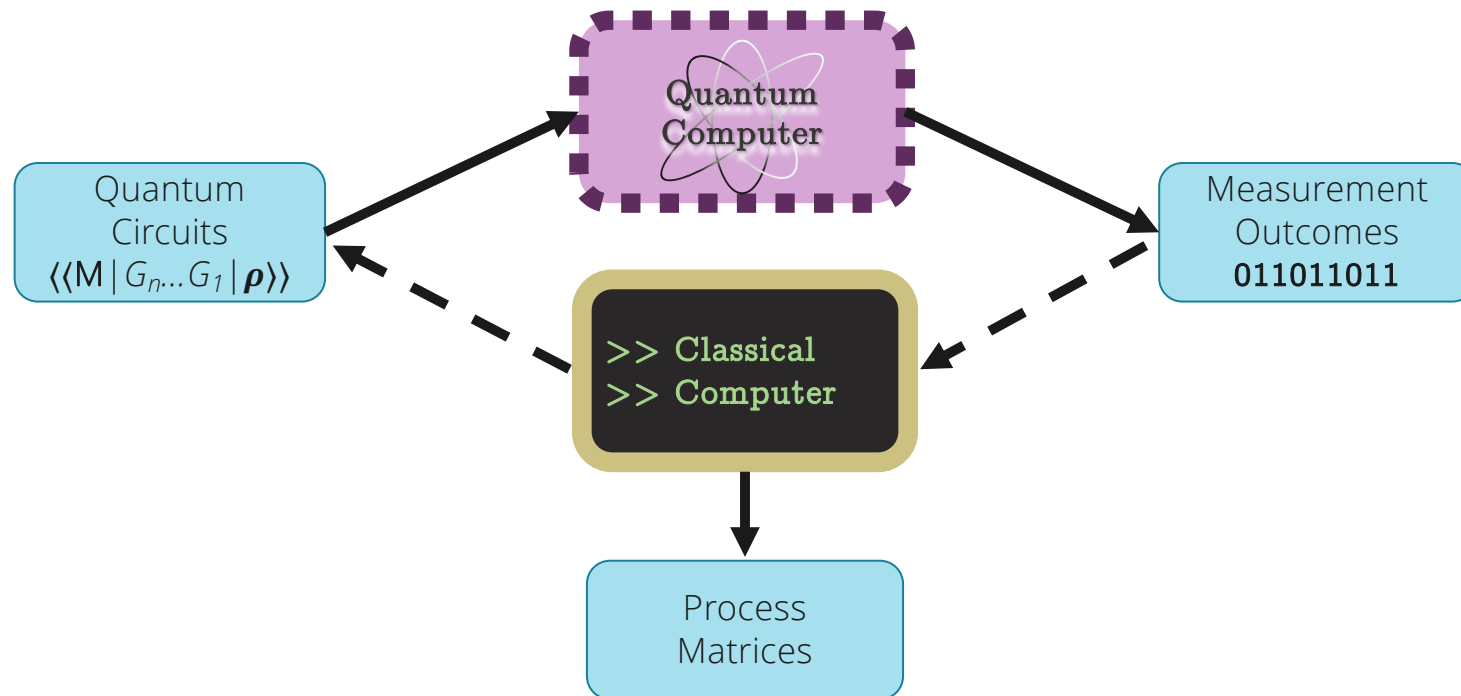 Quantum
Computer
Quantum
Circuits
⟨⟨M|Gₙ...G₁|ρ⟩⟩
Measurement
Outcomes
011011011
>> Classical
>> Computer
Process
Matrices